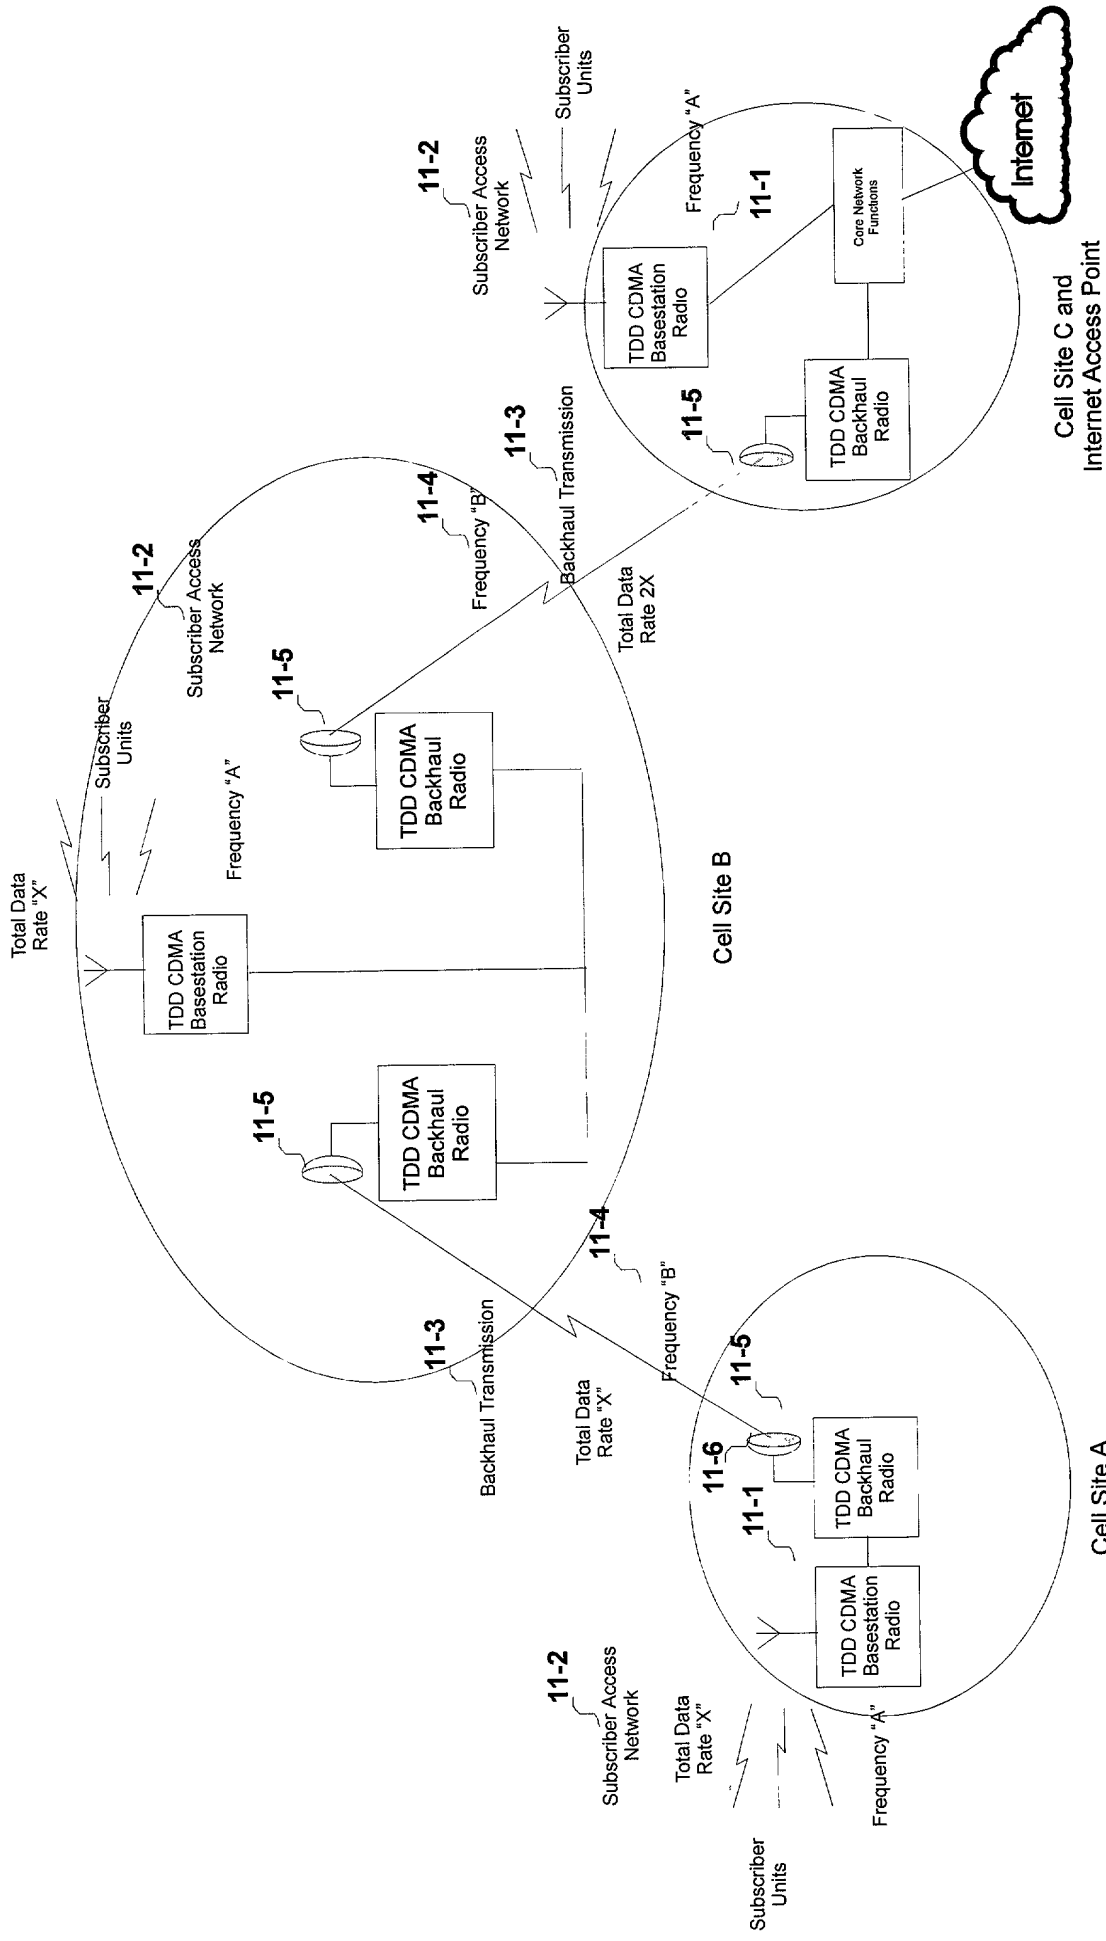 11-2
Subscriber Access
Network
Total Data
Rate "X"
Subscriber
Units
Frequency "A"
TDD CDMA
Basestation
Radio
11-1
11-6
11-5
TDD CDMA
Backhaul
Radio
Cell Site A
11-3
Backhaul Transmission
Total Data
Rate "X"
11-4
Frequency "B"
11-5
TDD CDMA
Backhaul
Radio
Total Data
Rate "X"
TDD CDMA
Basestation
Radio
Subscriber
Units
Frequency "A"
11-2
Subscriber Access
Network
11-5
TDD CDMA
Backhaul
Radio
Cell Site B
11-4
Frequency "B"
11-3
Backhaul Transmission
Total Data
Rate 2X
11-2
Subscriber Access
Network
Subscriber
Units
Frequency "A"
11-1
TDD CDMA
Basestation
Radio
11-5
TDD CDMA
Backhaul
Radio
Core Network
Functions
Internet
Cell Site C and
Internet Access Point